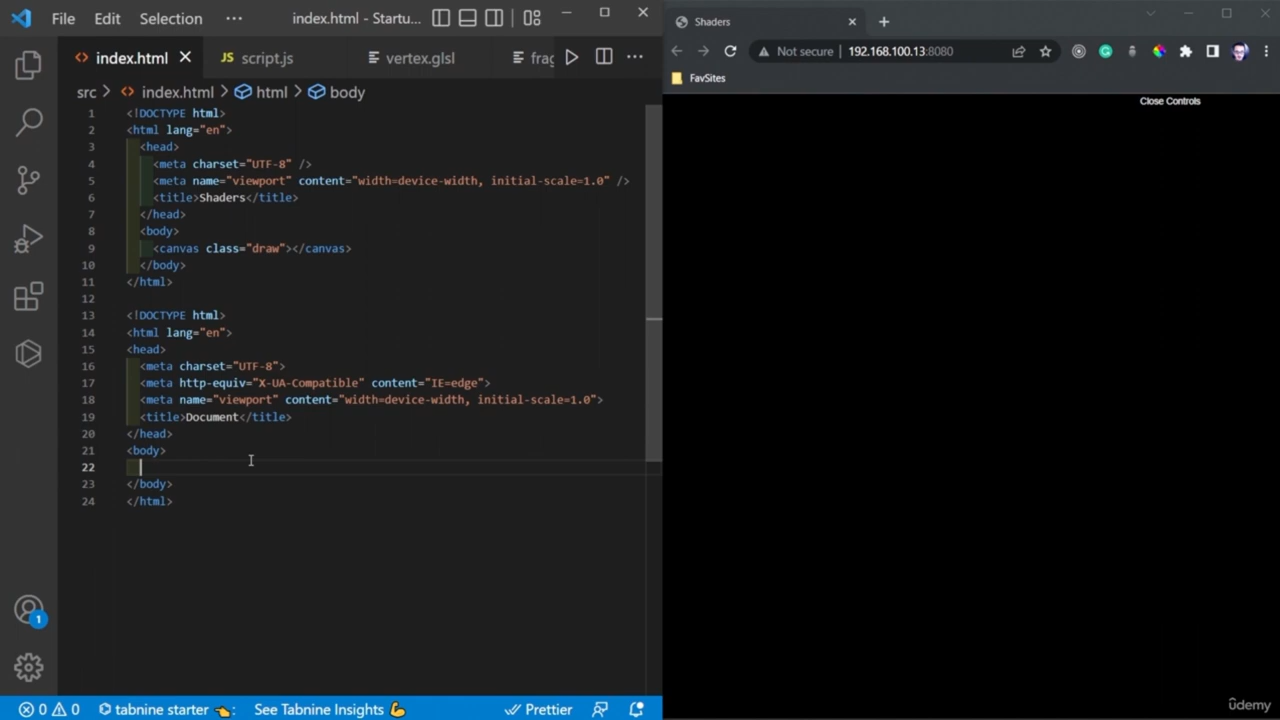 File Edit Selection ··· index.html - Startu...
index.html script.js vertex.glsl frag
src > index.html > html > body
1 <!DOCTYPE html>
2 <html lang="en">
3 <head>
4 <meta charset="UTF-8" />
5 <meta name="viewport" content="width=device-width, initial-scale=1.0" />
6 <title>Shaders</title>
7 </head>
8 <body>
9 <canvas class="draw"></canvas>
10 </body>
11 </html>
12
13 <!DOCTYPE html>
14 <html lang="en">
15 <head>
16 <meta charset="UTF-8">
17 <meta http-equiv="X-UA-Compatible" content="IE=edge">
18 <meta name="viewport" content="width=device-width, initial-scale=1.0">
19 <title>Document</title>
20 </head>
21 <body>
22
23 </body>
24 </html>
1
0 0 tabnine starter : See Tabnine Insights Prettier
Shaders
Not secure | 192.168.100.13:8080
FavSites
Close Controls
ûdemy